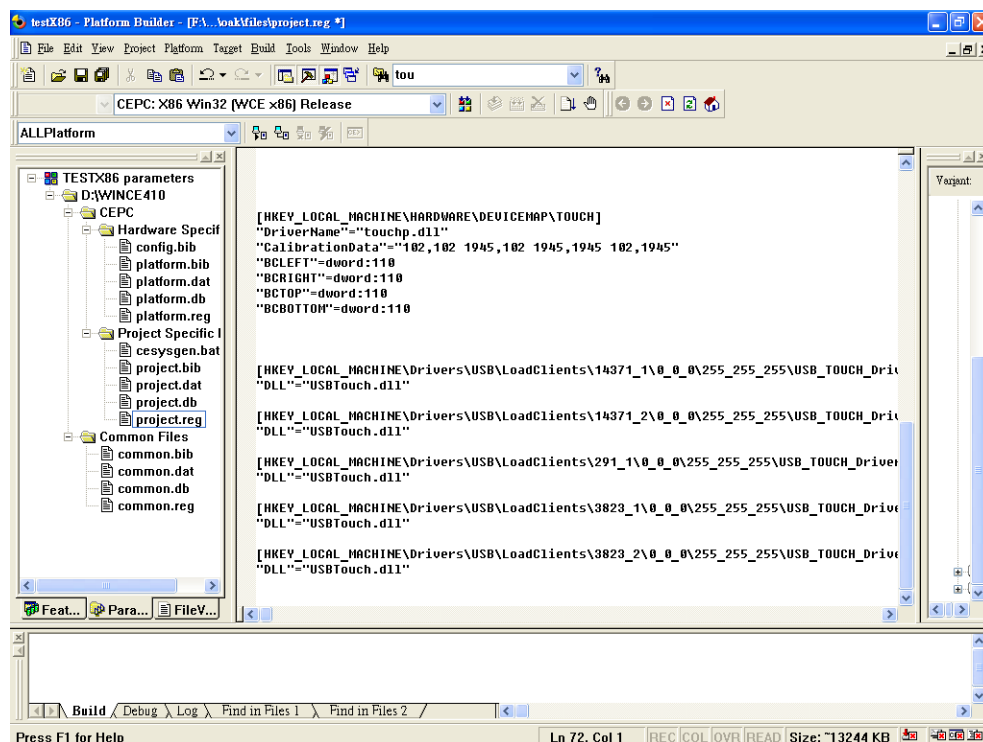 testX86 - Platform Builder - [F:\...\oak\files\project.reg *]
File Edit View Project Platform Target Build Tools Window Help
tou
CEPC: X86 Win32 (WCE x86) Release
ALLPlatform
TESTX86 parameters
D:\WINCE410
CEPC
Hardware Specif
config.bib
platform.bib
platform.dat
platform.db
platform.reg
Project Specific I
cesysgen.bat
project.bib
project.dat
project.db
project.reg
Common Files
common.bib
common.dat
common.db
common.reg
Feat... Para... FileV...
[HKEY_LOCAL_MACHINE\HARDWARE\DEVICEMAP\TOUCH]
"DriverName"="touchp.dll"
"CalibrationData"="102,102 1945,102 1945,1945 102,1945"
"BCLEFT"=dword:110
"BCRIGHT"=dword:110
"BCTOP"=dword:110
"BCBOTTOM"=dword:110
[HKEY_LOCAL_MACHINE\Drivers\USB\LoadClients\14371_1\0_0_0\255_255_255\USB_TOUCH_Driv
"DLL"="USBTouch.dll"
[HKEY_LOCAL_MACHINE\Drivers\USB\LoadClients\14371_2\0_0_0\255_255_255\USB_TOUCH_Driv
"DLL"="USBTouch.dll"
[HKEY_LOCAL_MACHINE\Drivers\USB\LoadClients\291_1\0_0_0\255_255_255\USB_TOUCH_Driver
"DLL"="USBTouch.dll"
[HKEY_LOCAL_MACHINE\Drivers\USB\LoadClients\3823_1\0_0_0\255_255_255\USB_TOUCH_Drive
"DLL"="USBTouch.dll"
[HKEY_LOCAL_MACHINE\Drivers\USB\LoadClients\3823_2\0_0_0\255_255_255\USB_TOUCH_Drive
"DLL"="USBTouch.dll"
Variant:
Build Debug Log Find in Files 1 Find in Files 2
Press F1 for Help
Ln 72, Col 1 REC COL OVR READ Size: ~13244 KB